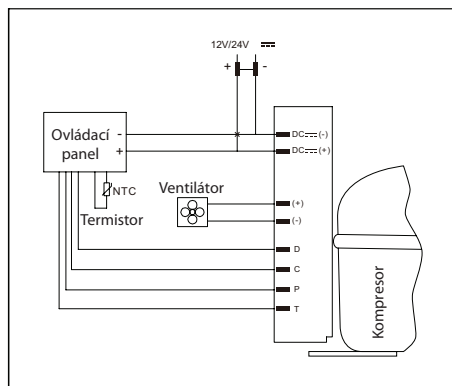 12V/24V
+ -
DC (-)
DC (+)
Ovládací
panel
-
+
NTC
Termistor
Ventilátor
(+)
(-)
D
C
P
T
Kompresor